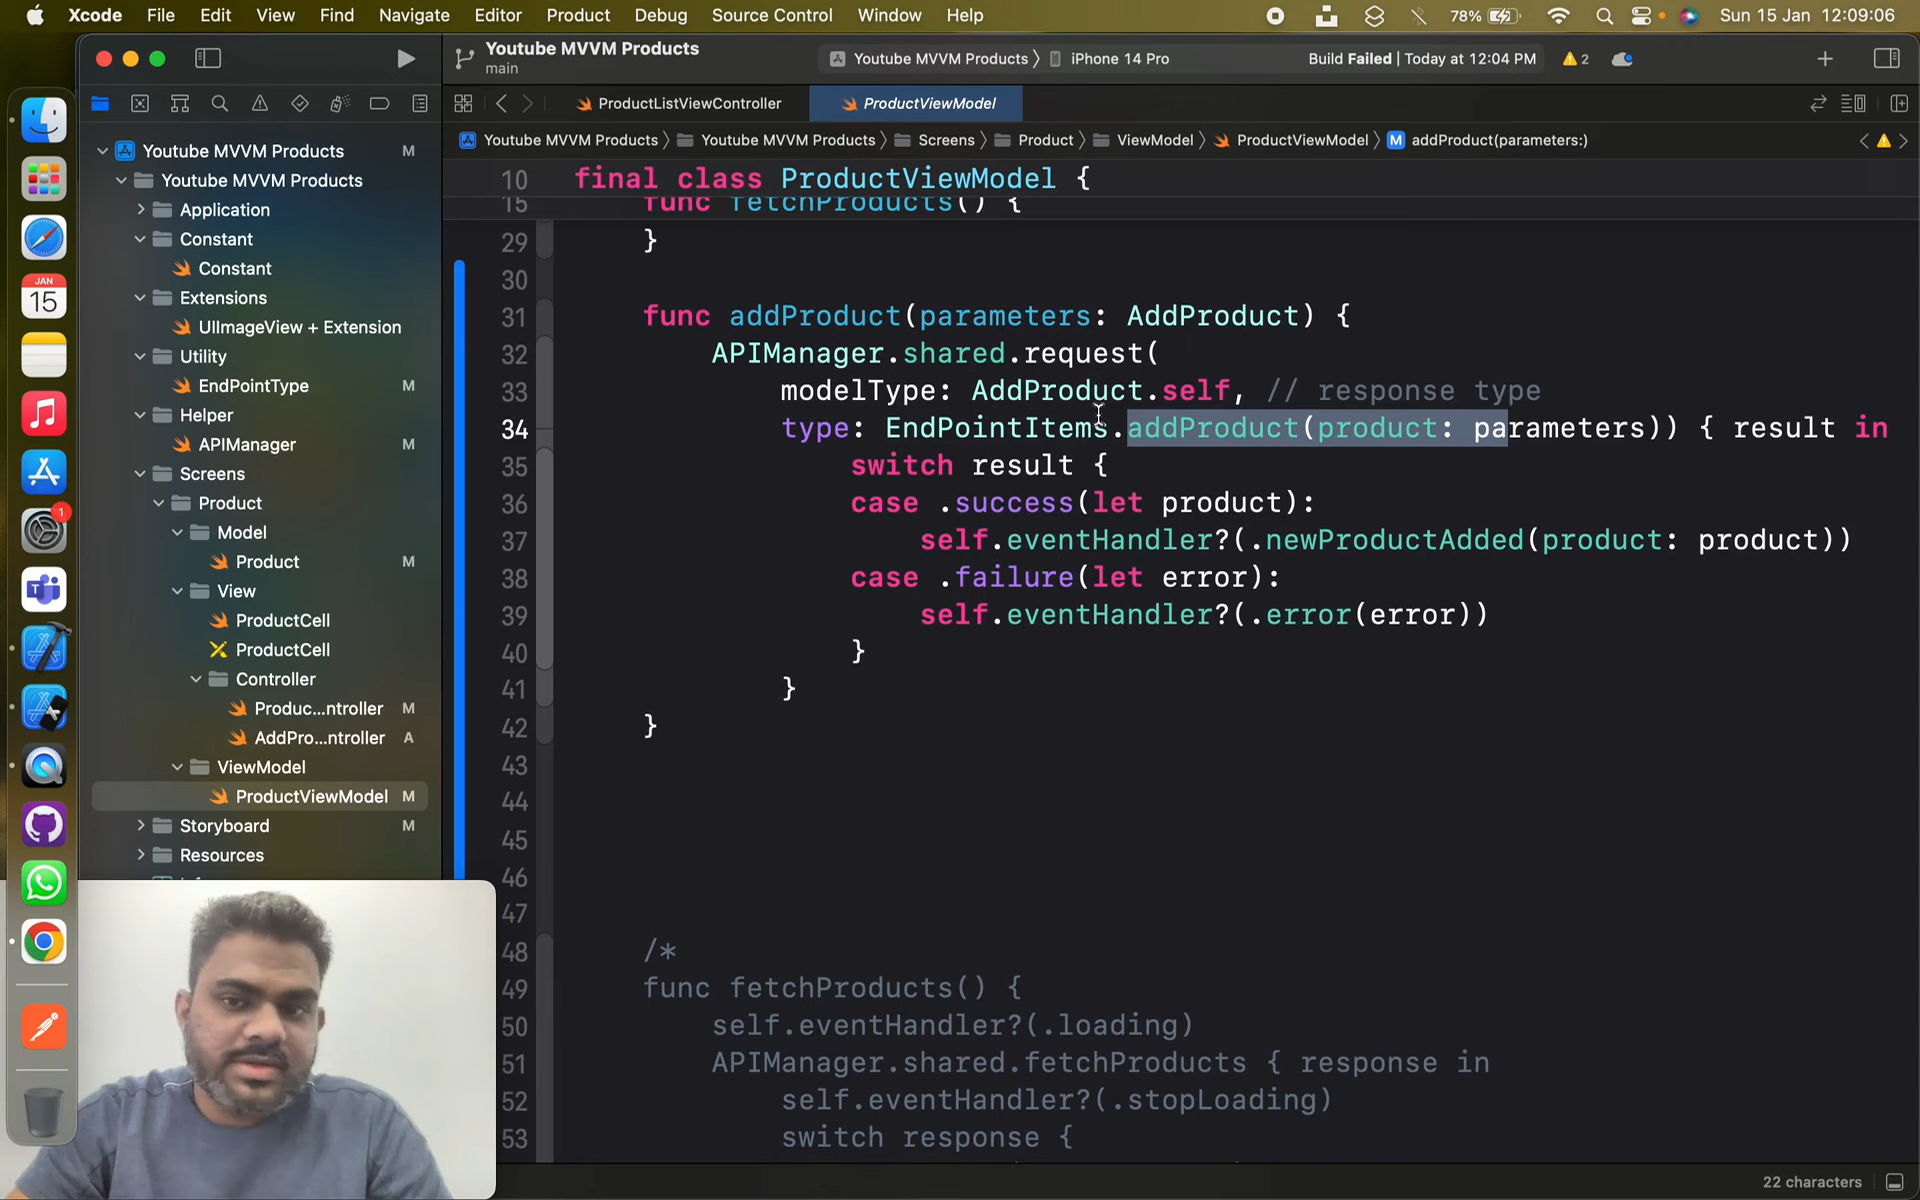 Xcode File Edit View Find Navigate Editor Product Debug Source Control Window Help
78% Sun 15 Jan 12:09:06
Youtube MVVM Products
main
Youtube MVVM Products iPhone 14 Pro
Build Failed | Today at 12:04 PM
2
ProductListViewController
ProductViewModel
Youtube MVVM Products Youtube MVVM Products Screens Product ViewModel ProductViewModel M addProduct(parameters:)
Youtube MVVM Products M
Youtube MVVM Products
Application
Constant
Constant
Extensions
UIImageView + Extension
Utility
EndPointType M
Helper
APIManager M
Screens
Product
Model
Product M
View
ProductCell
ProductCell
Controller
Produc...ntroller M
AddPro...ntroller A
ViewModel
ProductViewModel M
Storyboard M
Resources
JAN
15
1
10 final class ProductViewModel {
15 func fetchProducts() {
29 }
30
31 func addProduct(parameters: AddProduct) {
32 APIManager.shared.request(
33 modelType: AddProduct.self, // response type
34 type: EndPointItems.addProduct(product: parameters)) { result in
35 switch result {
36 case .success(let product):
37 self.eventHandler?(.newProductAdded(product: product))
38 case .failure(let error):
39 self.eventHandler?(.error(error))
40 }
41 }
42 }
43
44
45
46
47
48 /*
49 func fetchProducts() {
50 self.eventHandler?(.loading)
51 APIManager.shared.fetchProducts { response in
52 self.eventHandler?(.stopLoading)
53 switch response {
22 characters